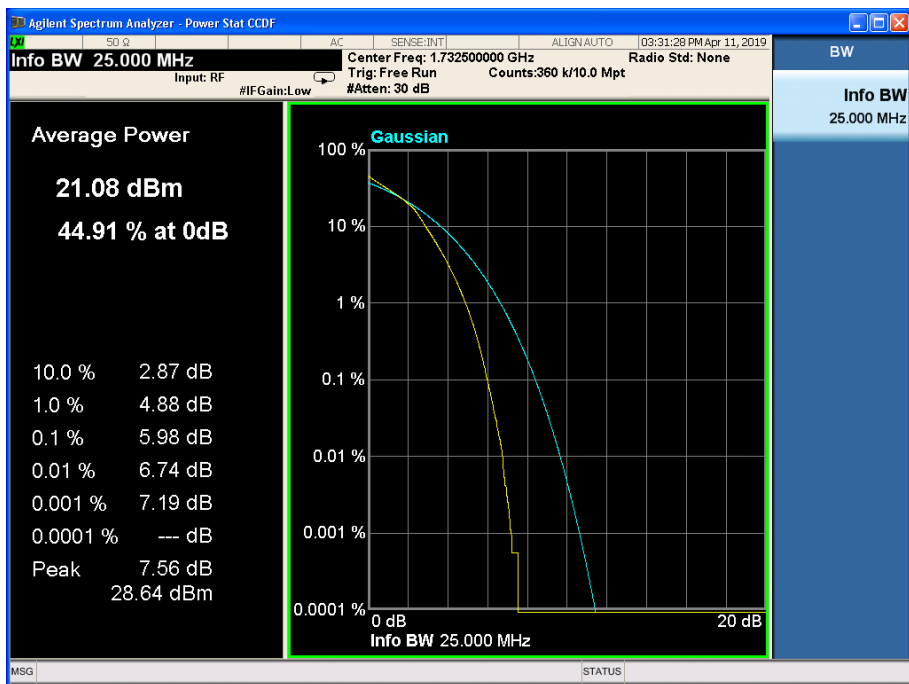 Agilent Spectrum Analyzer - Power Stat CCDF
LXI 50 Ω AC SENSE:INT ALIGN AUTO 03:31:28 PM Apr 11, 2019
Info BW 25.000 MHz
Center Freq: 1.732500000 GHz Radio Std: None
Input: RF Trig: Free Run Counts:360 k/10.0 Mpt
#IFGain:Low #Atten: 30 dB
BW
Info BW
25.000 MHz
Average Power
21.08 dBm
44.91 % at 0dB
10.0 % 2.87 dB
1.0 % 4.88 dB
0.1 % 5.98 dB
0.01 % 6.74 dB
0.001 % 7.19 dB
0.0001 % --- dB
Peak 7.56 dB
28.64 dBm
Gaussian
100 %
10 %
1 %
0.1 %
0.01 %
0.001 %
0.0001 %
0 dB 20 dB
Info BW 25.000 MHz
MSG STATUS